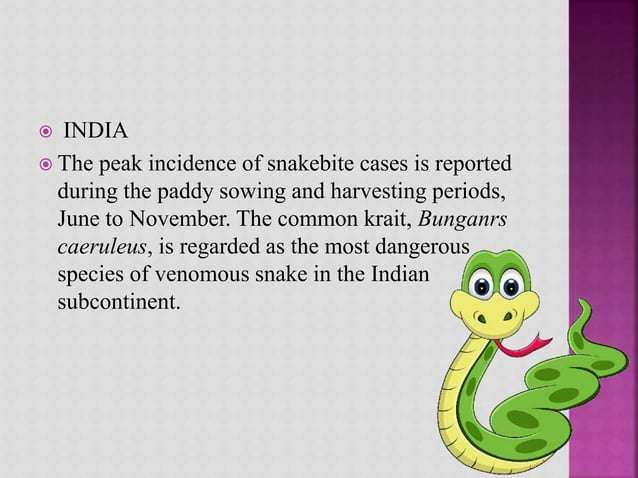 INDIA
The peak incidence of snakebite cases is reported
during the paddy sowing and harvesting periods,
June to November. The common krait, Bunganrs
caeruleus, is regarded as the most dangerous
species of venomous snake in the Indian
subcontinent.